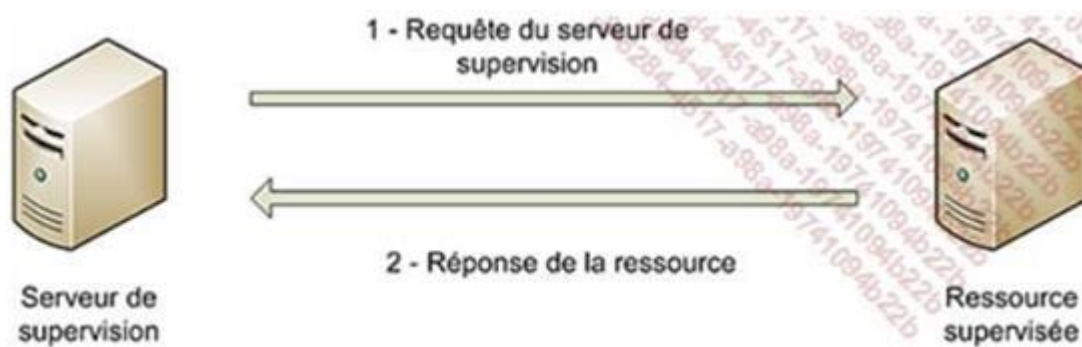 1 - Requête du serveur de
supervision
2 - Réponse de la ressource
Serveur de
supervision
Ressource
supervisée